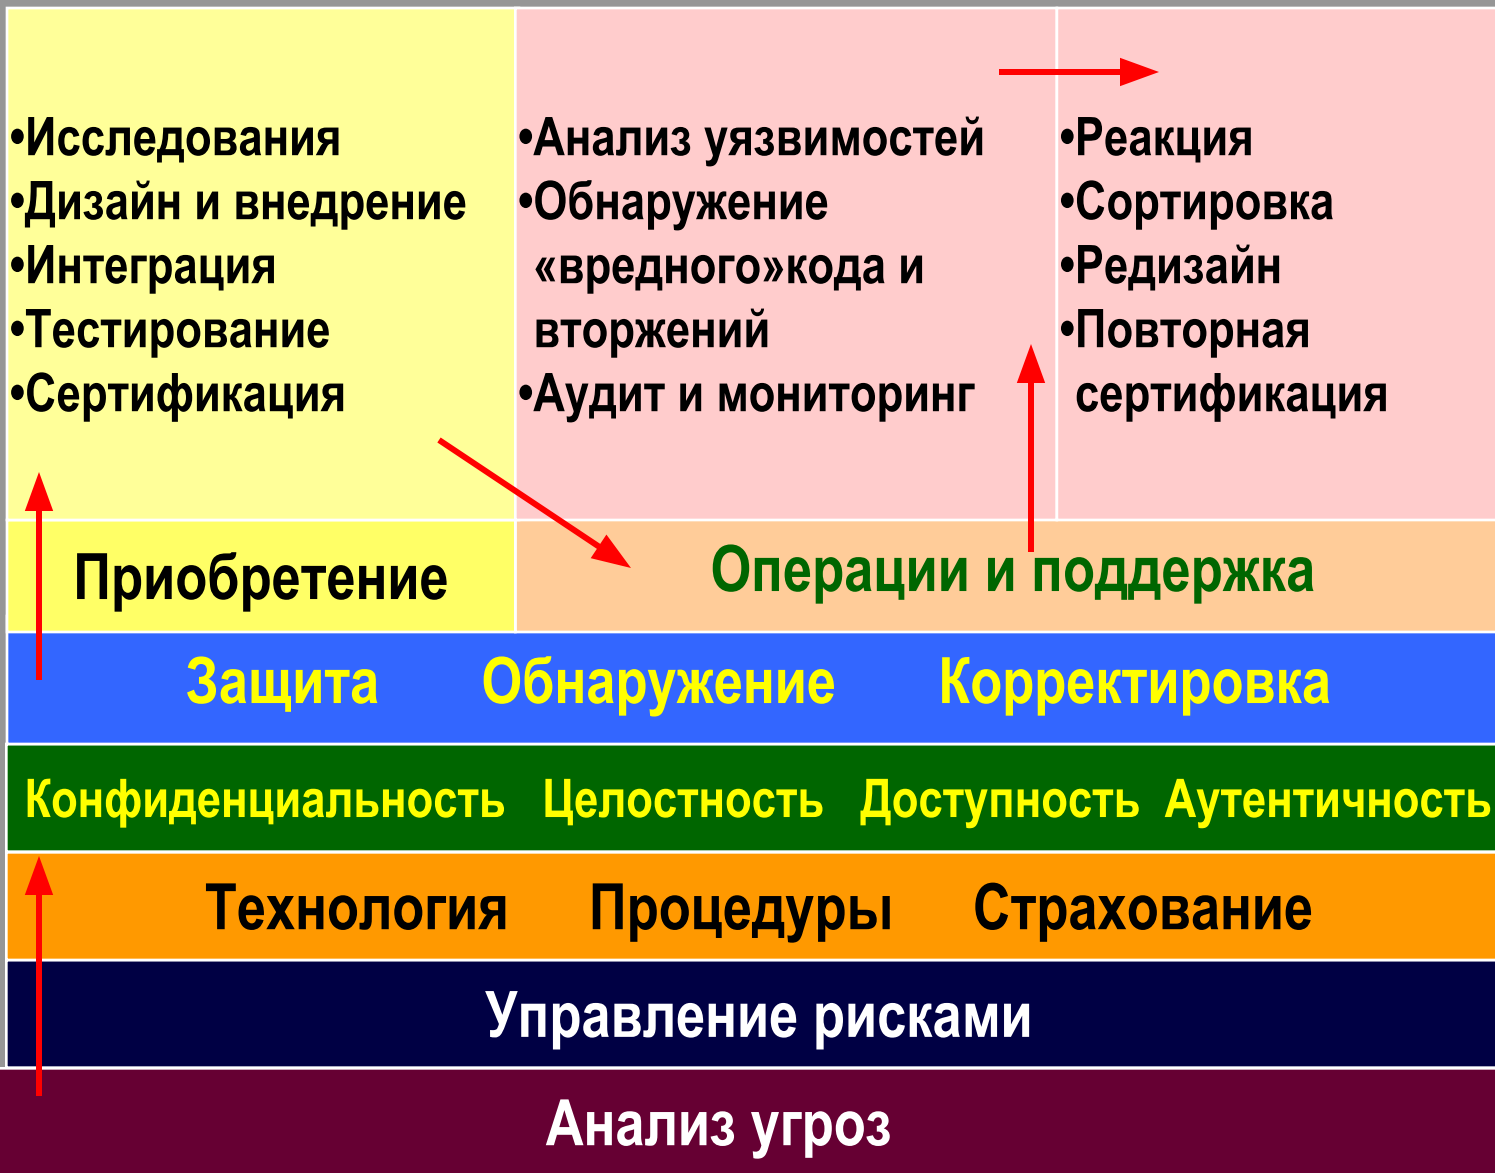 •Исследования
•Дизайн и внедрение
•Интеграция
•Тестирование
•Сертификация
•Анализ уязвимостей
•Обнаружение
«вредного»кода и
вторжений
•Аудит и мониторинг
•Реакция
•Сортировка
•Редизайн
•Повторная
сертификация
Приобретение
Операции и поддержка
Защита Обнаружение Корректировка
Конфиденциальность Целостность Доступность Аутентичность
Технология Процедуры Страхование
Управление рисками
Анализ угроз